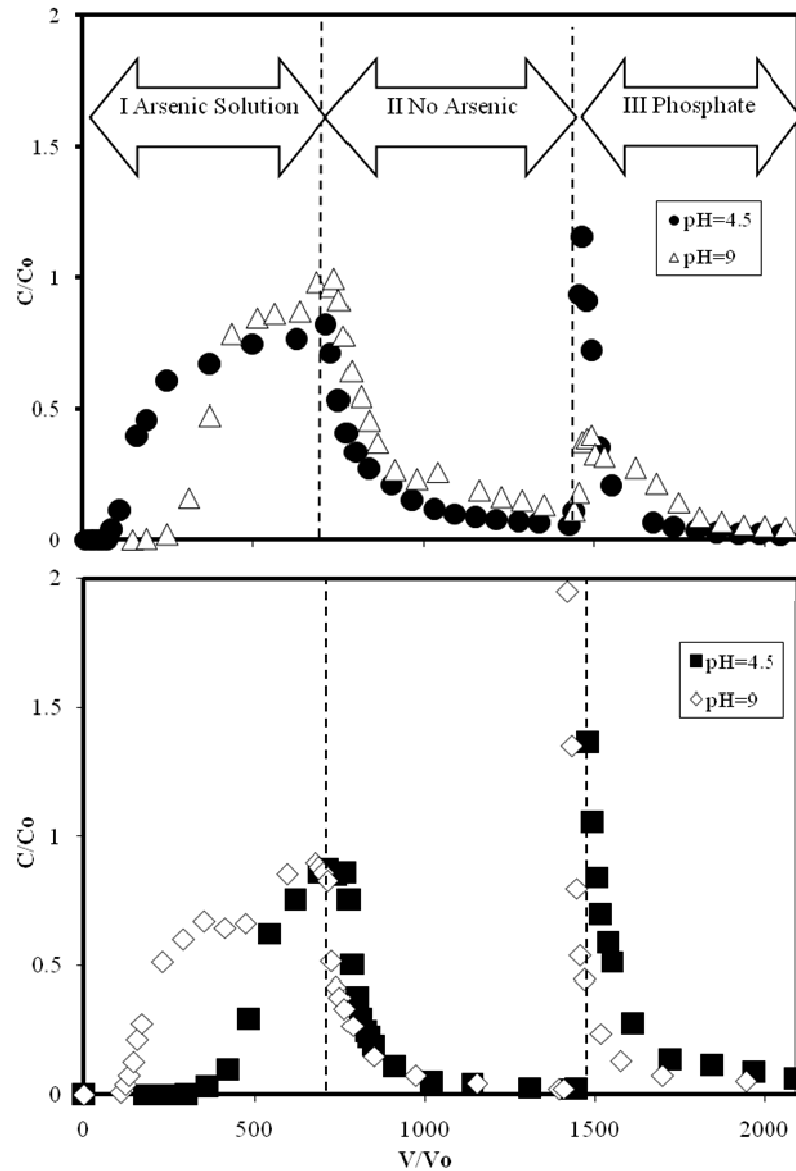 2
I Arsenic Solution
II No Arsenic
III Phosphate
1.5
pH=4.5
pH=9
1
C/Co
0.5
0
2
pH=4.5
pH=9
1.5
1
C/Co
0.5
0
0 500 1000 1500 2000
V/Vo